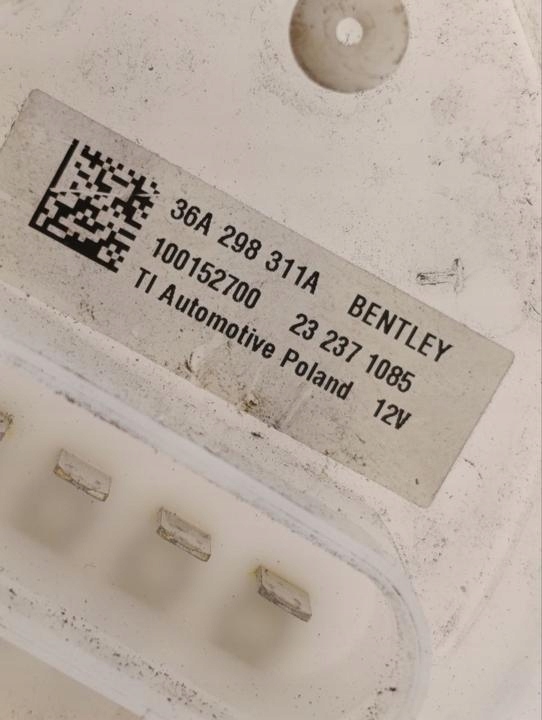 36A 298 311A BENTLEY
100152700 23 237 1085
TI Automotive Poland 12V